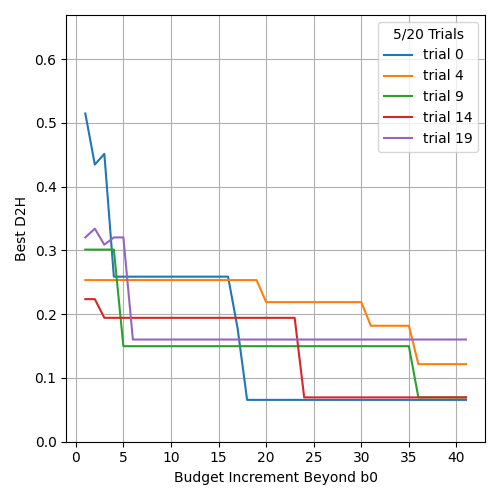 5/20 Trials
trial 0
trial 4
trial 9
trial 14
trial 19
Best D2H
0.6
0.5
0.4
0.3
0.2
0.1
0.0
0 5 10 15 20 25 30 35 40
Budget Increment Beyond b0